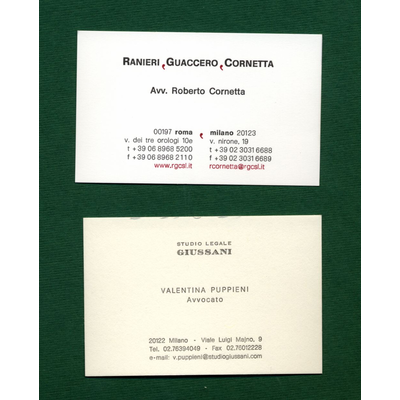 RANIERI, GUACCERO, CORNETTA
Avv. Roberto Cornetta
00197 roma , milano 20123
v. dei tre orologi 10e v. nirone, 19
t +39 06 8968 5200 t +39 02 3031 6688
f +39 06 8968 2110 f +39 02 3031 6689
www.rgcsl.it rcornetta@rgcsl.it
STUDIO LEGALE
GIUSSANI
VALENTINA PUPPIENI
Avvocato
20122 Milano - Viale Luigi Majno, 9
Tel. 02.76394049 - Fax 02.76012228
e-mail: v.puppieni@studiogiussani.com